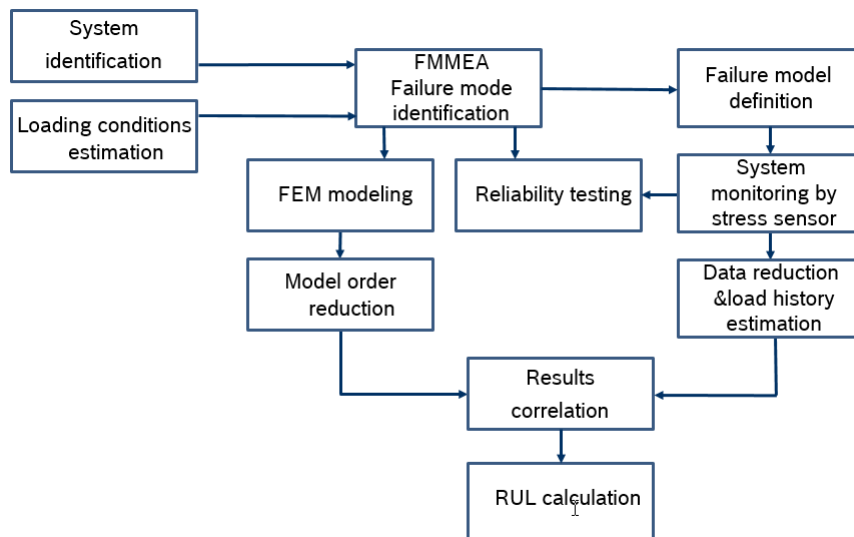 System
identification
Loading conditions
estimation
FMMEA
Failure mode
identification
Failure model
definition
FEM modeling
Reliability testing
System
monitoring by
stress sensor
Model order
reduction
Data reduction
&load history
estimation
Results
correlation
RUL calculation